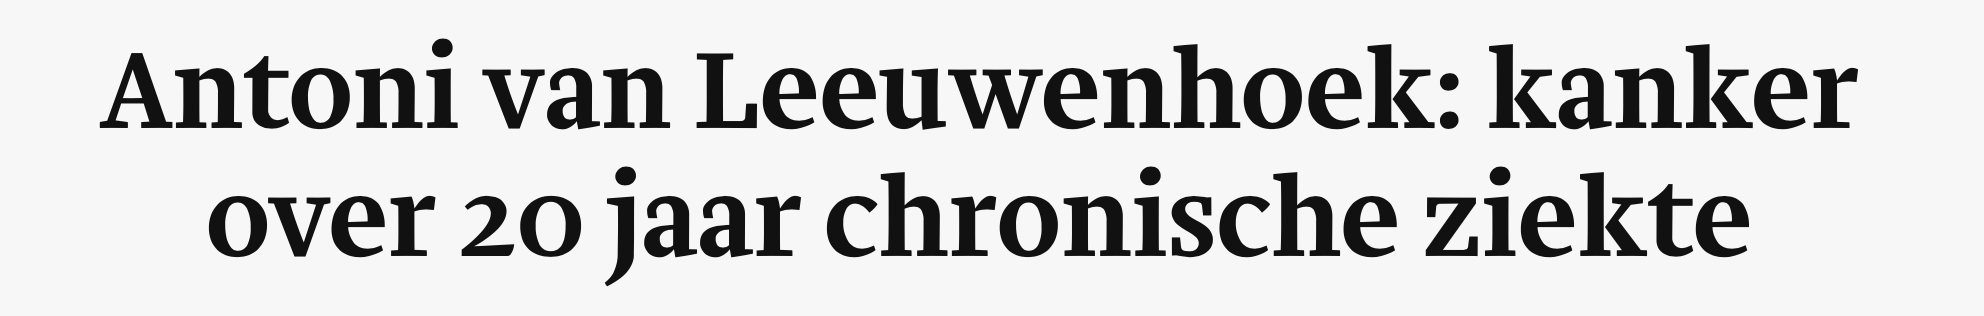 Antoni van Leeuwenhoek: kanker
over 20 jaar chronische ziekte